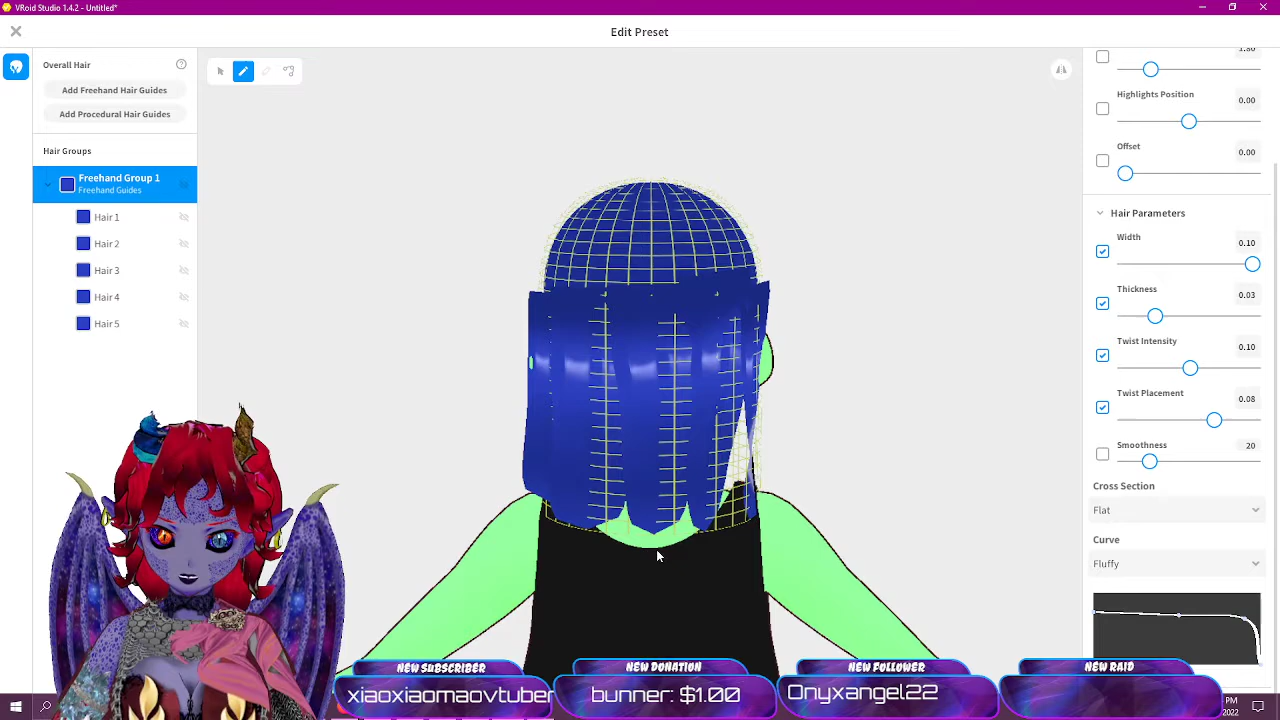 VRoid Studio 1.4.2 - Untitled*
Edit Preset
Overall Hair
Add Freehand Hair Guides
Add Procedural Hair Guides
Hair Groups
Freehand Group 1
Freehand Guides
Hair 1
Hair 2
Hair 3
Hair 4
Hair 5
1.80
Highlights Position
0.00
Offset
0.00
Hair Parameters
Width
0.10
Thickness
0.03
Twist Intensity
0.10
Twist Placement
0.08
Smoothness
20
Cross Section
Flat
Curve
Fluffy
NEW SUBSCRIBER
xiaoxiaomaovtuber
NEW DONATION
bunner: $1.00
NEW FOLLOWER
Onyxangel22
NEW RAID
PM